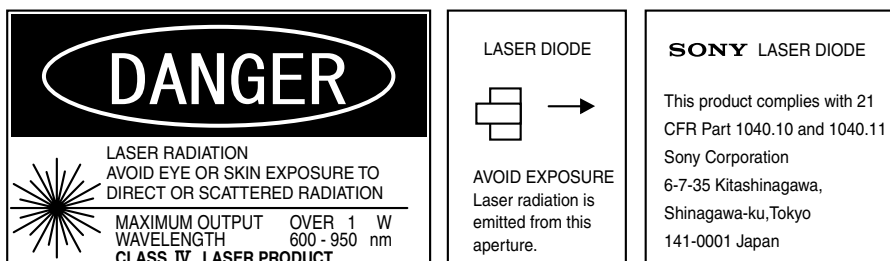 DANGER
LASER RADIATION
AVOID EYE OR SKIN EXPOSURE TO
DIRECT OR SCATTERED RADIATION
MAXIMUM OUTPUT OVER 1 W
WAVELENGTH 600 - 950 nm
CLASS IV LASER PRODUCT
LASER DIODE
AVOID EXPOSURE
Laser radiation is
emitted from this
aperture.
SONY LASER DIODE
This product complies with 21
CFR Part 1040.10 and 1040.11
Sony Corporation
6-7-35 Kitashinagawa,
Shinagawa-ku,Tokyo
141-0001 Japan